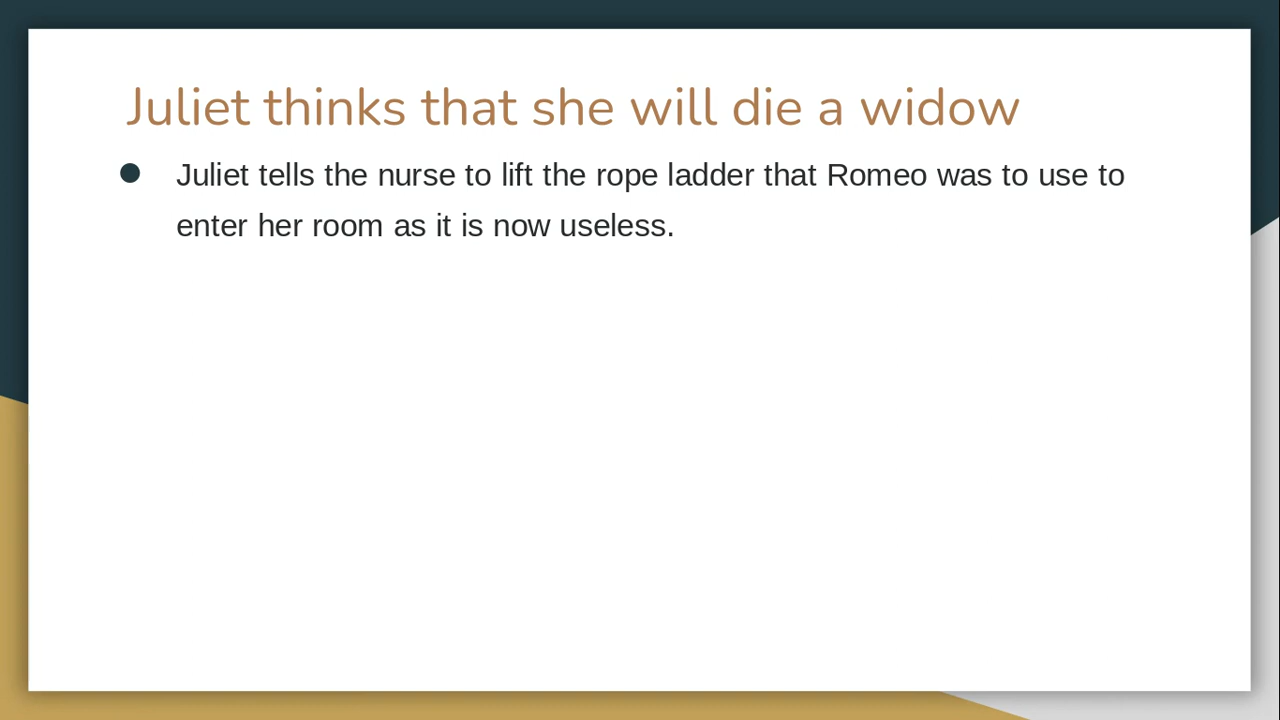 Juliet thinks that she will die a widow
Juliet tells the nurse to lift the rope ladder that Romeo was to use to
enter her room as it is now useless.